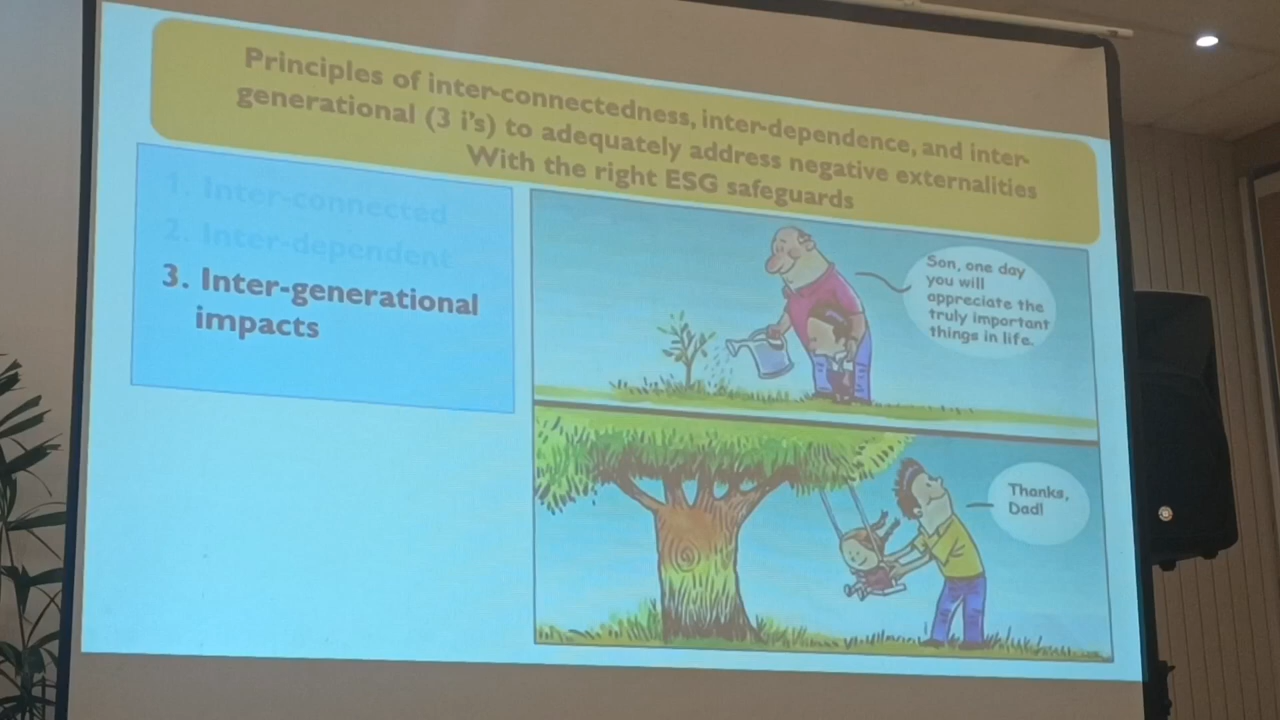 Principles of inter-connectedness, inter-dependence, and inter-
generational (3 i's) to adequately address negative externalities
With the right ESG safeguards
1. Inter-connected
2. Inter-dependent
3. Inter-generational
impacts
Son, one day
you will
appreciate the
truly important
things in life.
Thanks,
Dad!